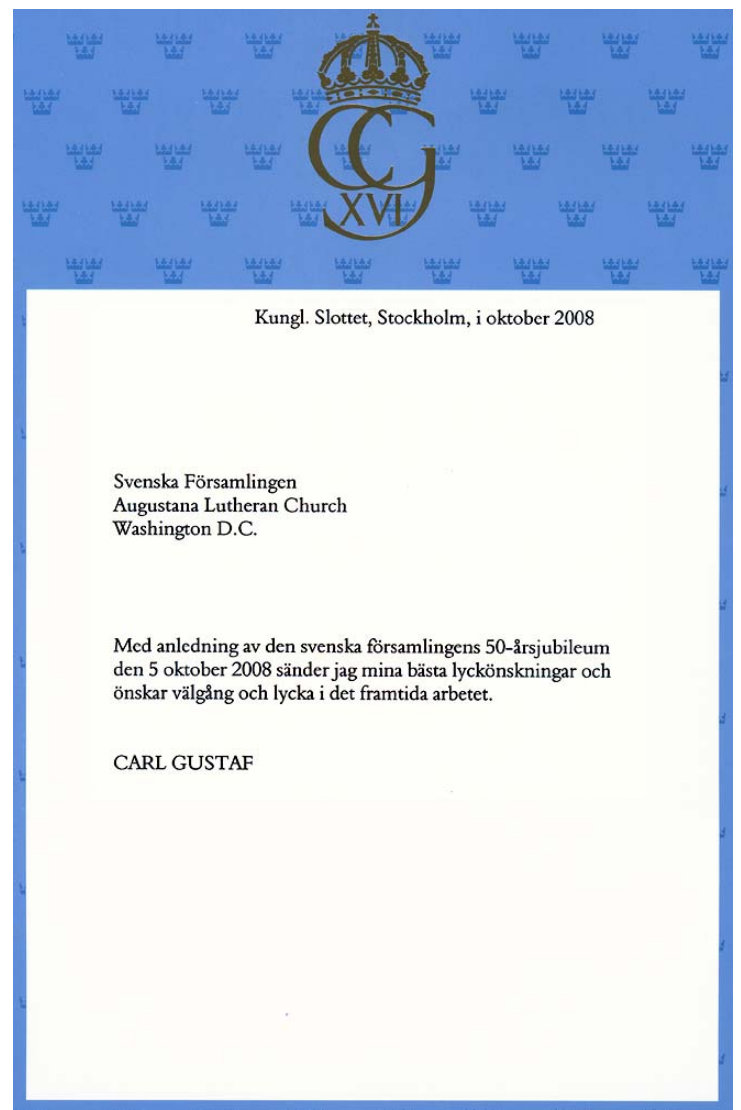 CG
XVI
Kungl. Slottet, Stockholm, i oktober 2008
Svenska Församlingen
Augustana Lutheran Church
Washington D.C.
Med anledning av den svenska församlingens 50-årsjubileum
den 5 oktober 2008 sänder jag mina bästa lyckönskningar och
önskar välgång och lycka i det framtida arbetet.
CARL GUSTAF